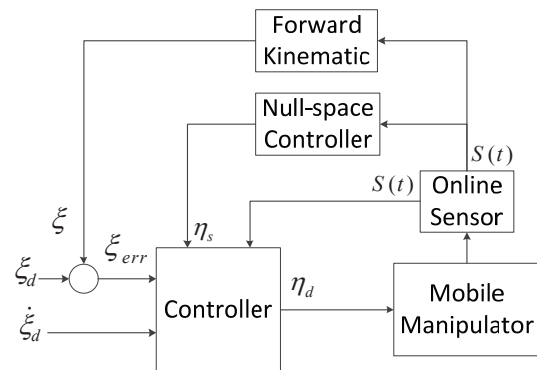 Forward
Kinematic
Null-space
Controller
S(t)
S(t)
Online
Sensor
ξ
ξ_err
η_s
ξ_d
η_d
Controller
Mobile
Manipulator
ξ̇_d